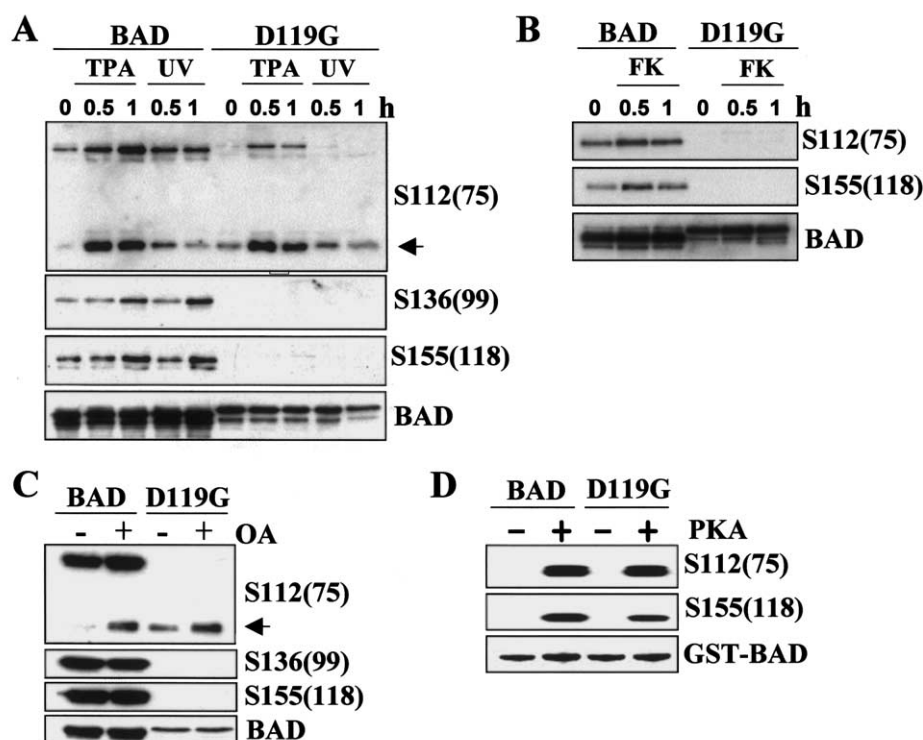 A
BAD D119G
TPA UV TPA UV
0 0.5 1 0.5 1 0 0.5 1 0.5 1 h
S112(75)
S136(99)
S155(118)
BAD
B
BAD D119G
FK FK
0 0.5 1 0 0.5 1 h
S112(75)
S155(118)
BAD
C
BAD D119G
- + - + OA
S112(75)
S136(99)
S155(118)
BAD
D
BAD D119G
- + - + PKA
S112(75)
S155(118)
GST-BAD